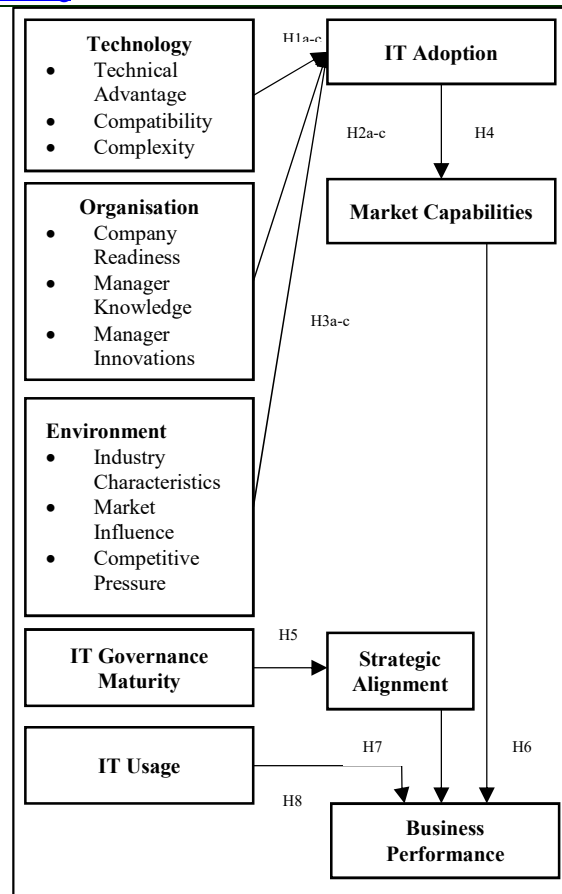 Technology
• Technical
Advantage
• Compatibility
• Complexity
H1a-c
IT Adoption
H2a-c
H4
Organisation
• Company
Readiness
• Manager
Knowledge
• Manager
Innovations
Market Capabilities
H3a-c
Environment
• Industry
Characteristics
• Market
Influence
• Competitive
Pressure
IT Governance
Maturity
H5
Strategic
Alignment
IT Usage
H7
H6
H8
Business
Performance